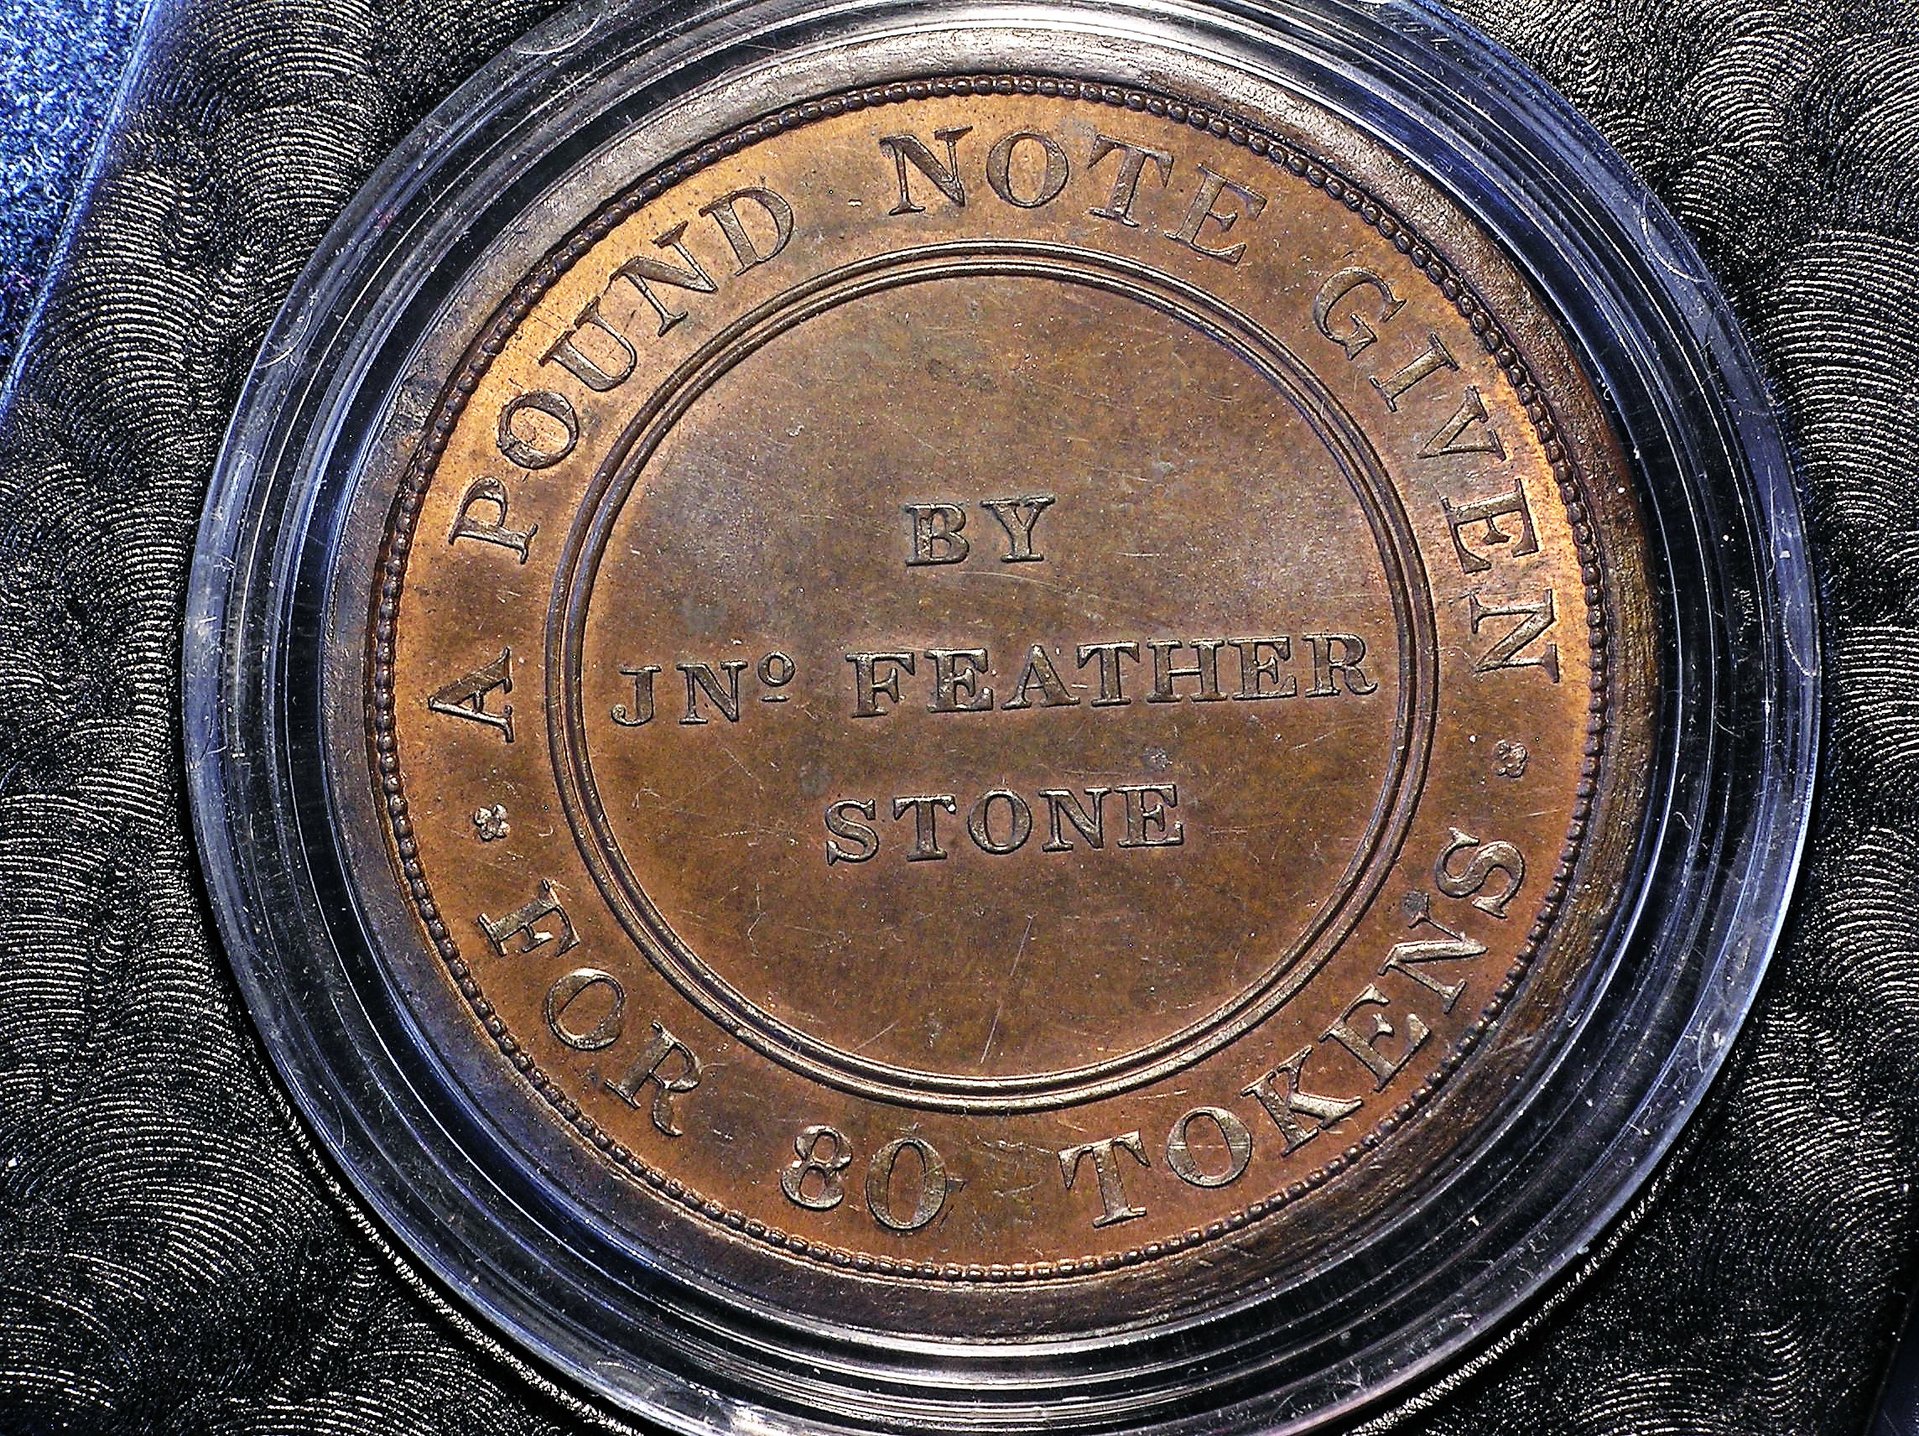 A POUND NOTE GIVEN
BY
JNº FEATHER
STONE
FOR 80 TOKENS